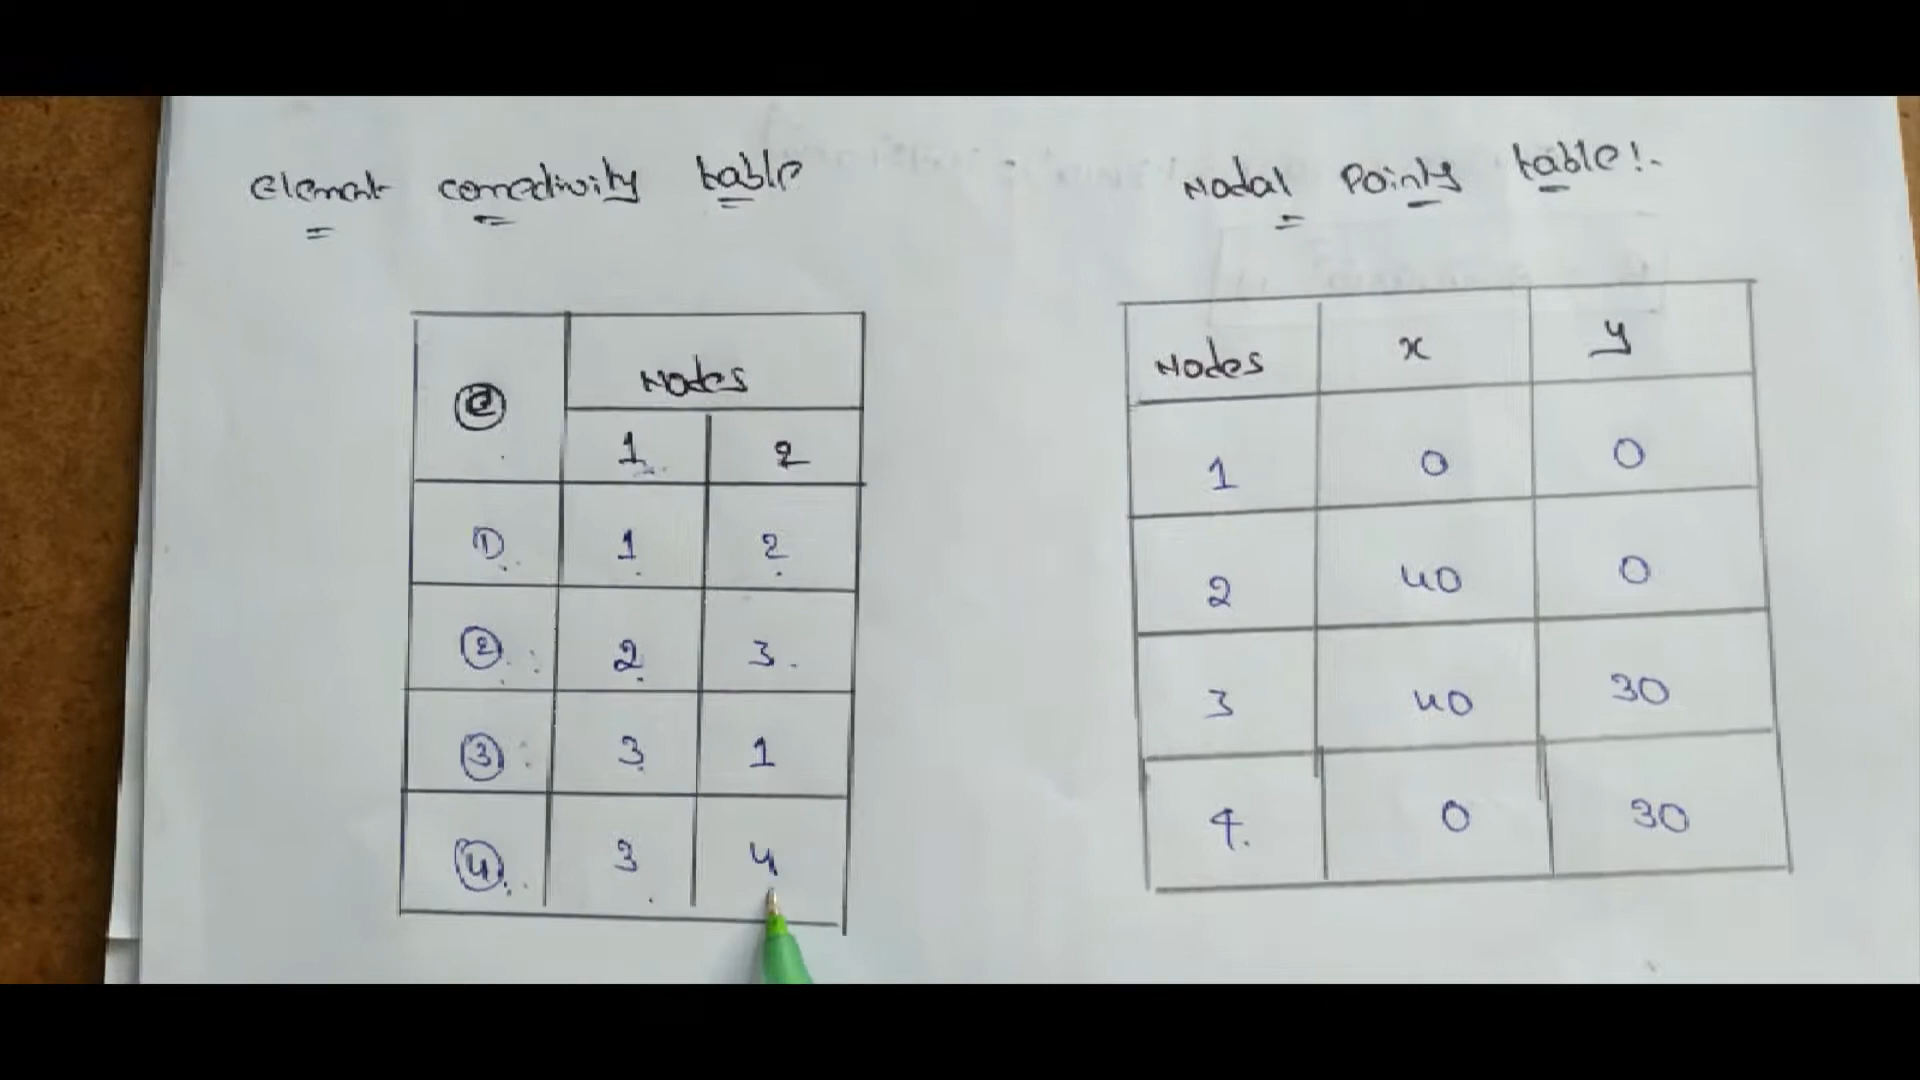 Element connectivity table
Nodal Points table:-
e Nodes
1 2
1 1 2
2 2 3
3 3 1
4 3 4
Nodes x y
1 0 0
2 40 0
3 40 30
4 0 30